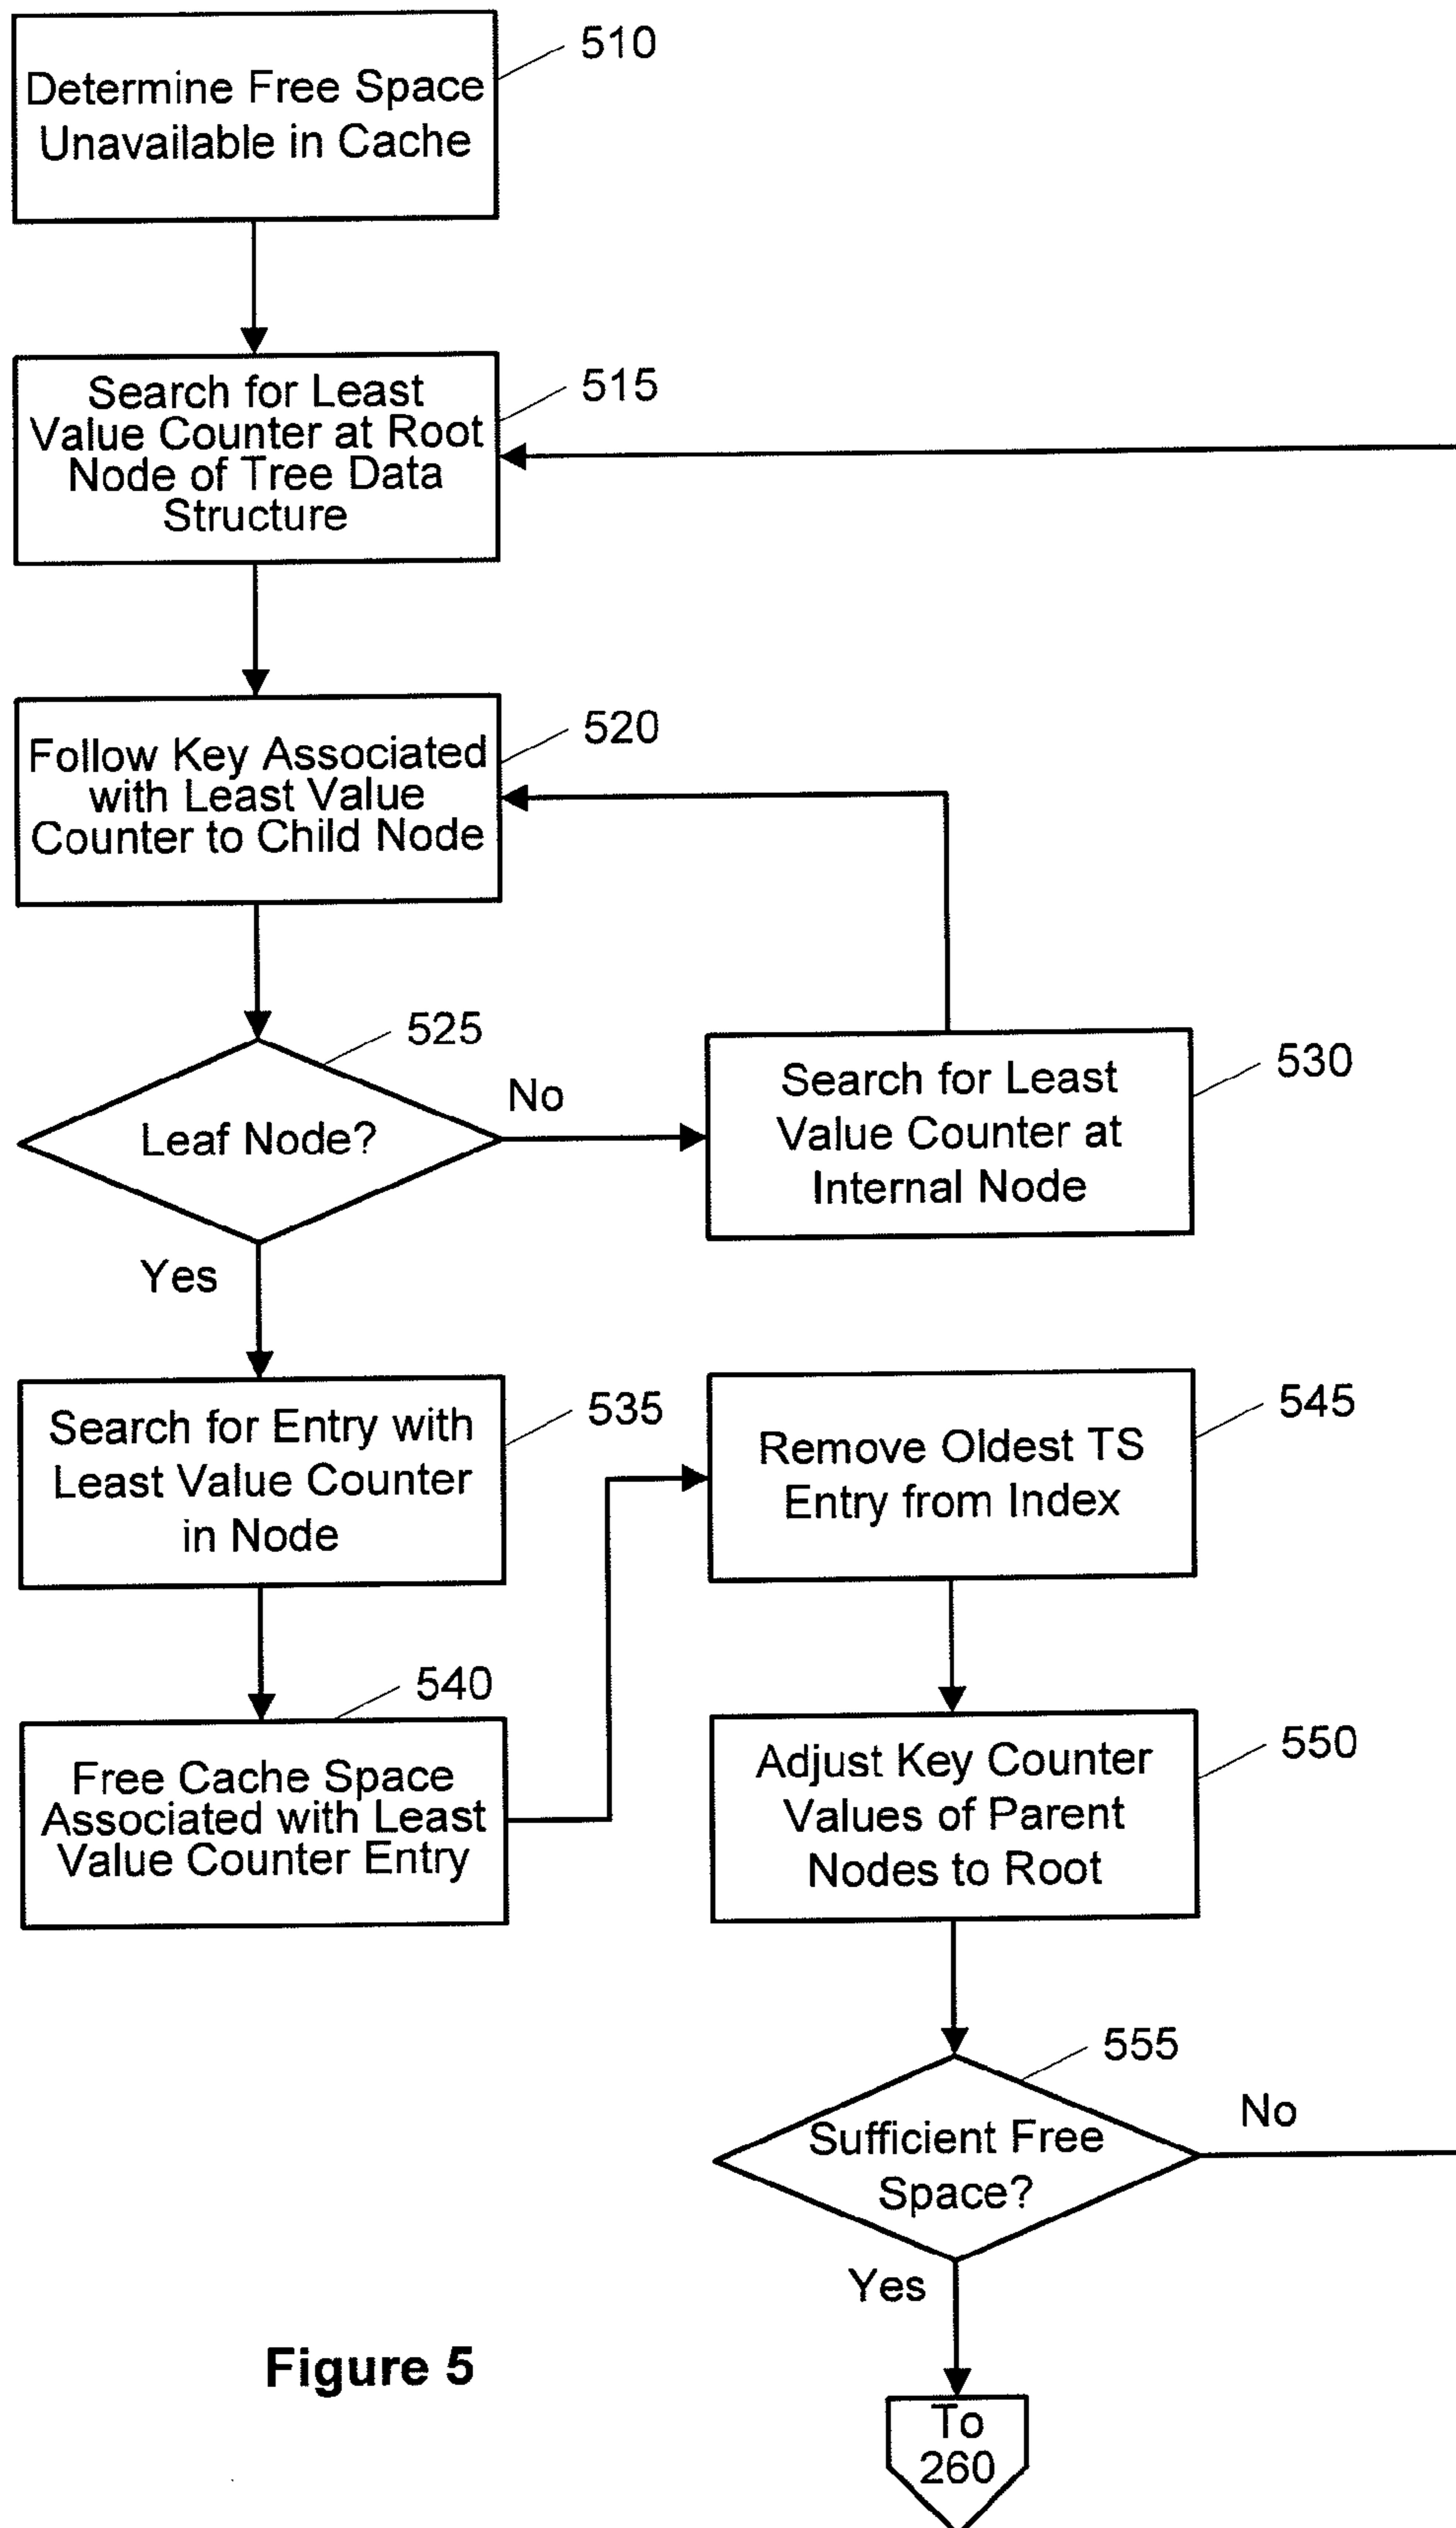 510
Determine Free Space
Unavailable in Cache
515
Search for Least
Value Counter at Root
Node of Tree Data
Structure
520
Follow Key Associated
with Least Value
Counter to Child Node
525
Leaf Node?
No
530
Search for Least
Value Counter at
Internal Node
Yes
535
Search for Entry with
Least Value Counter
in Node
540
Free Cache Space
Associated with Least
Value Counter Entry
545
Remove Oldest TS
Entry from Index
550
Adjust Key Counter
Values of Parent
Nodes to Root
555
Sufficient Free
Space?
No
Yes
To
260
Figure 5